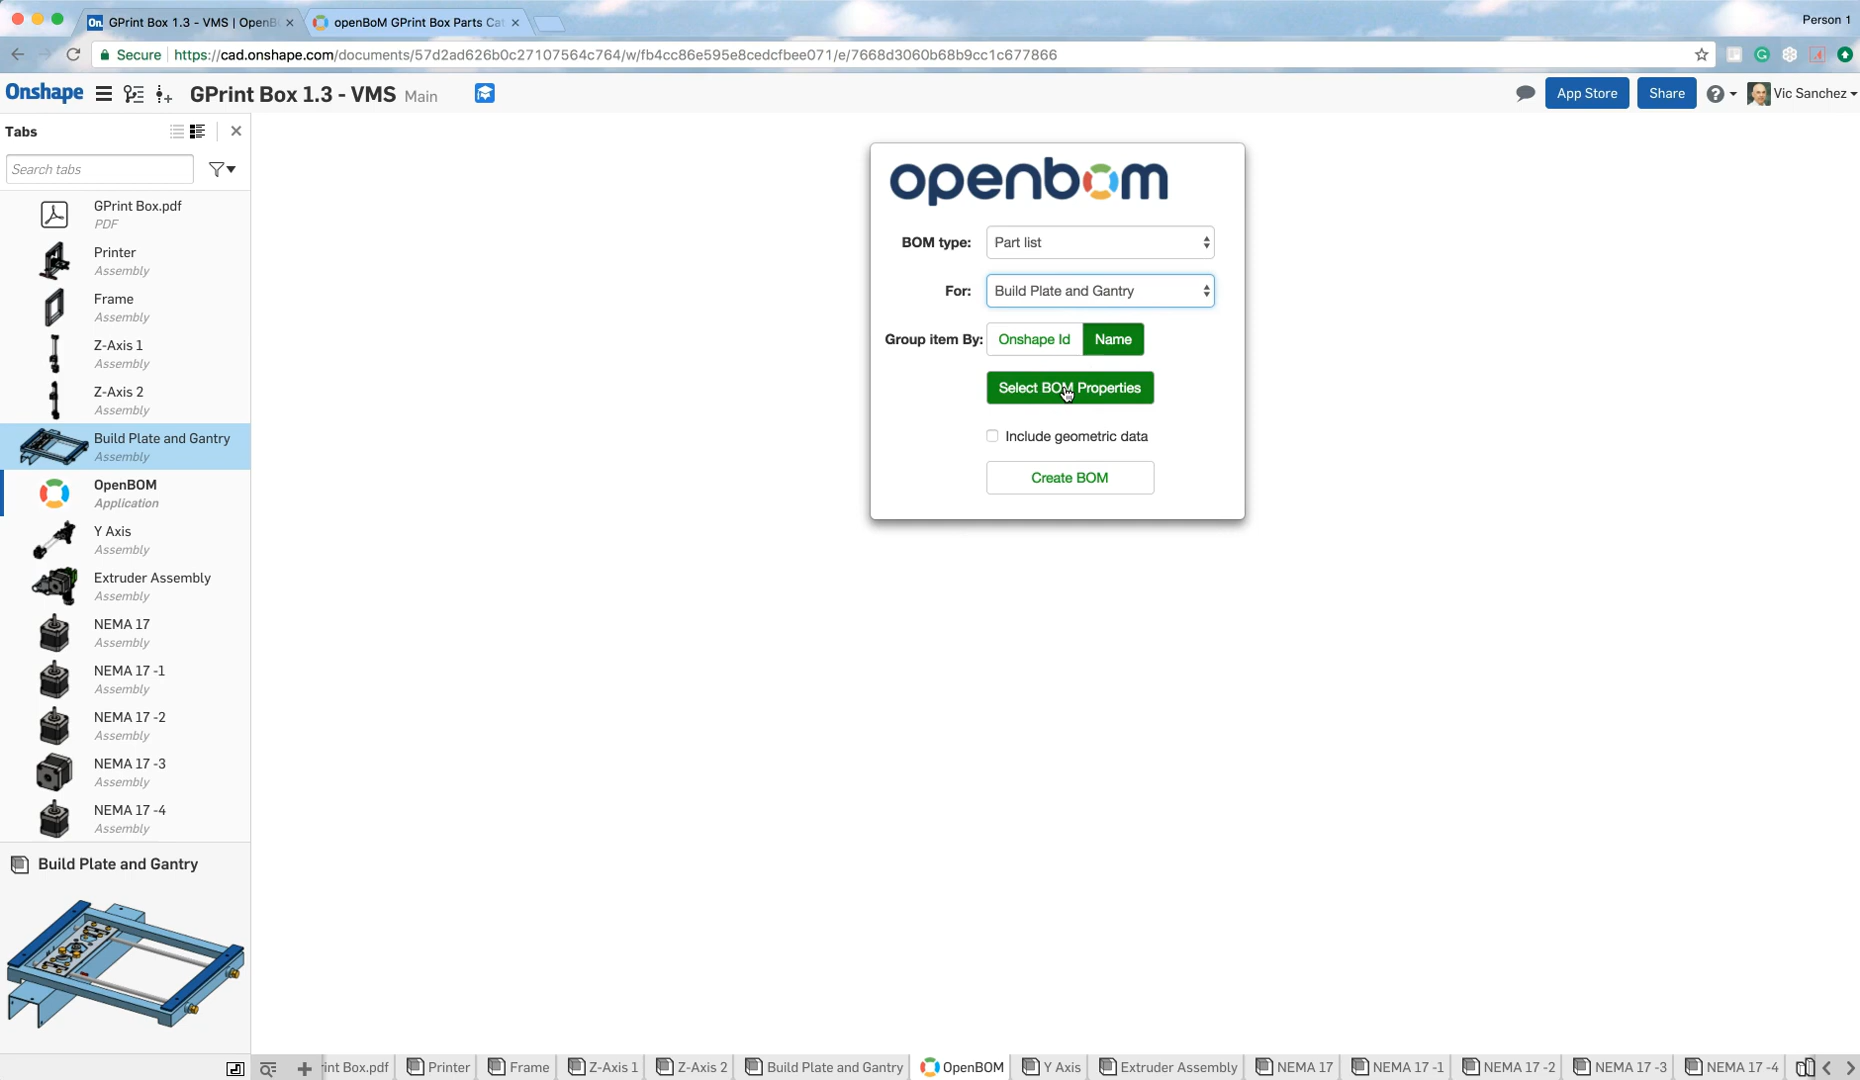 GPrint Box 1.3 - VMS | OpenB
openBoM GPrint Box Parts Cat
Person 1
Secure
https://cad.onshape.com/documents/57d2ad626b0c27107564c764/w/fb4cc86e595e8cedcfbee071/e/7668d3060b68b9cc1c677866
Onshape
GPrint Box 1.3 - VMS Main
App Store
Share
Vic Sanchez
Tabs
Search tabs
GPrint Box.pdf
PDF
Printer
Assembly
Frame
Assembly
Z-Axis 1
Assembly
Z-Axis 2
Assembly
Build Plate and Gantry
Assembly
OpenBOM
Application
Y Axis
Assembly
Extruder Assembly
Assembly
NEMA 17
Assembly
NEMA 17 -1
Assembly
NEMA 17 -2
Assembly
NEMA 17 -3
Assembly
NEMA 17 -4
Assembly
Build Plate and Gantry
openbom
BOM type: Part list
For: Build Plate and Gantry
Group item By: Onshape Id Name
Select BOM Properties
Include geometric data
Create BOM
int Box.pdf Printer Frame Z-Axis 1 Z-Axis 2 Build Plate and Gantry OpenBOM Y Axis Extruder Assembly NEMA 17 NEMA 17 -1 NEMA 17 -2 NEMA 17 -3 NEMA 17 -4